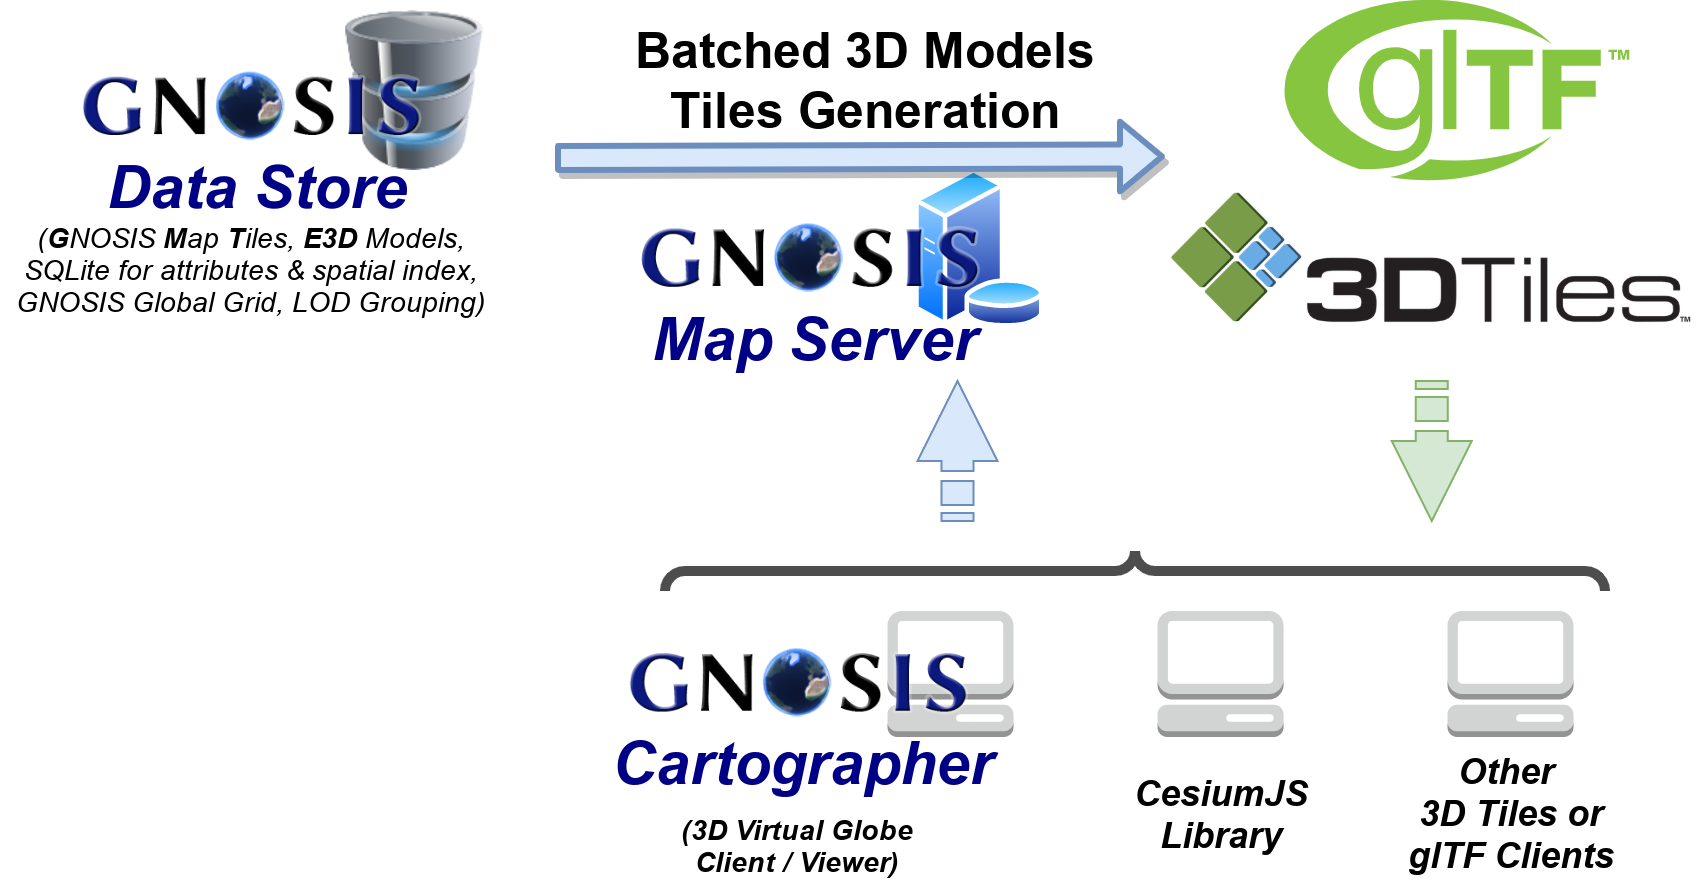 GNOSIS
Data Store
(GNOSIS Map Tiles, E3D Models,
SQLite for attributes & spatial index,
GNOSIS Global Grid, LOD Grouping)
Batched 3D Models
Tiles Generation
GNOSIS
Map Server
glTF™
3DTiles™
GNOSIS
Cartographer
(3D Virtual Globe
Client / Viewer)
CesiumJS
Library
Other
3D Tiles or
glTF Clients